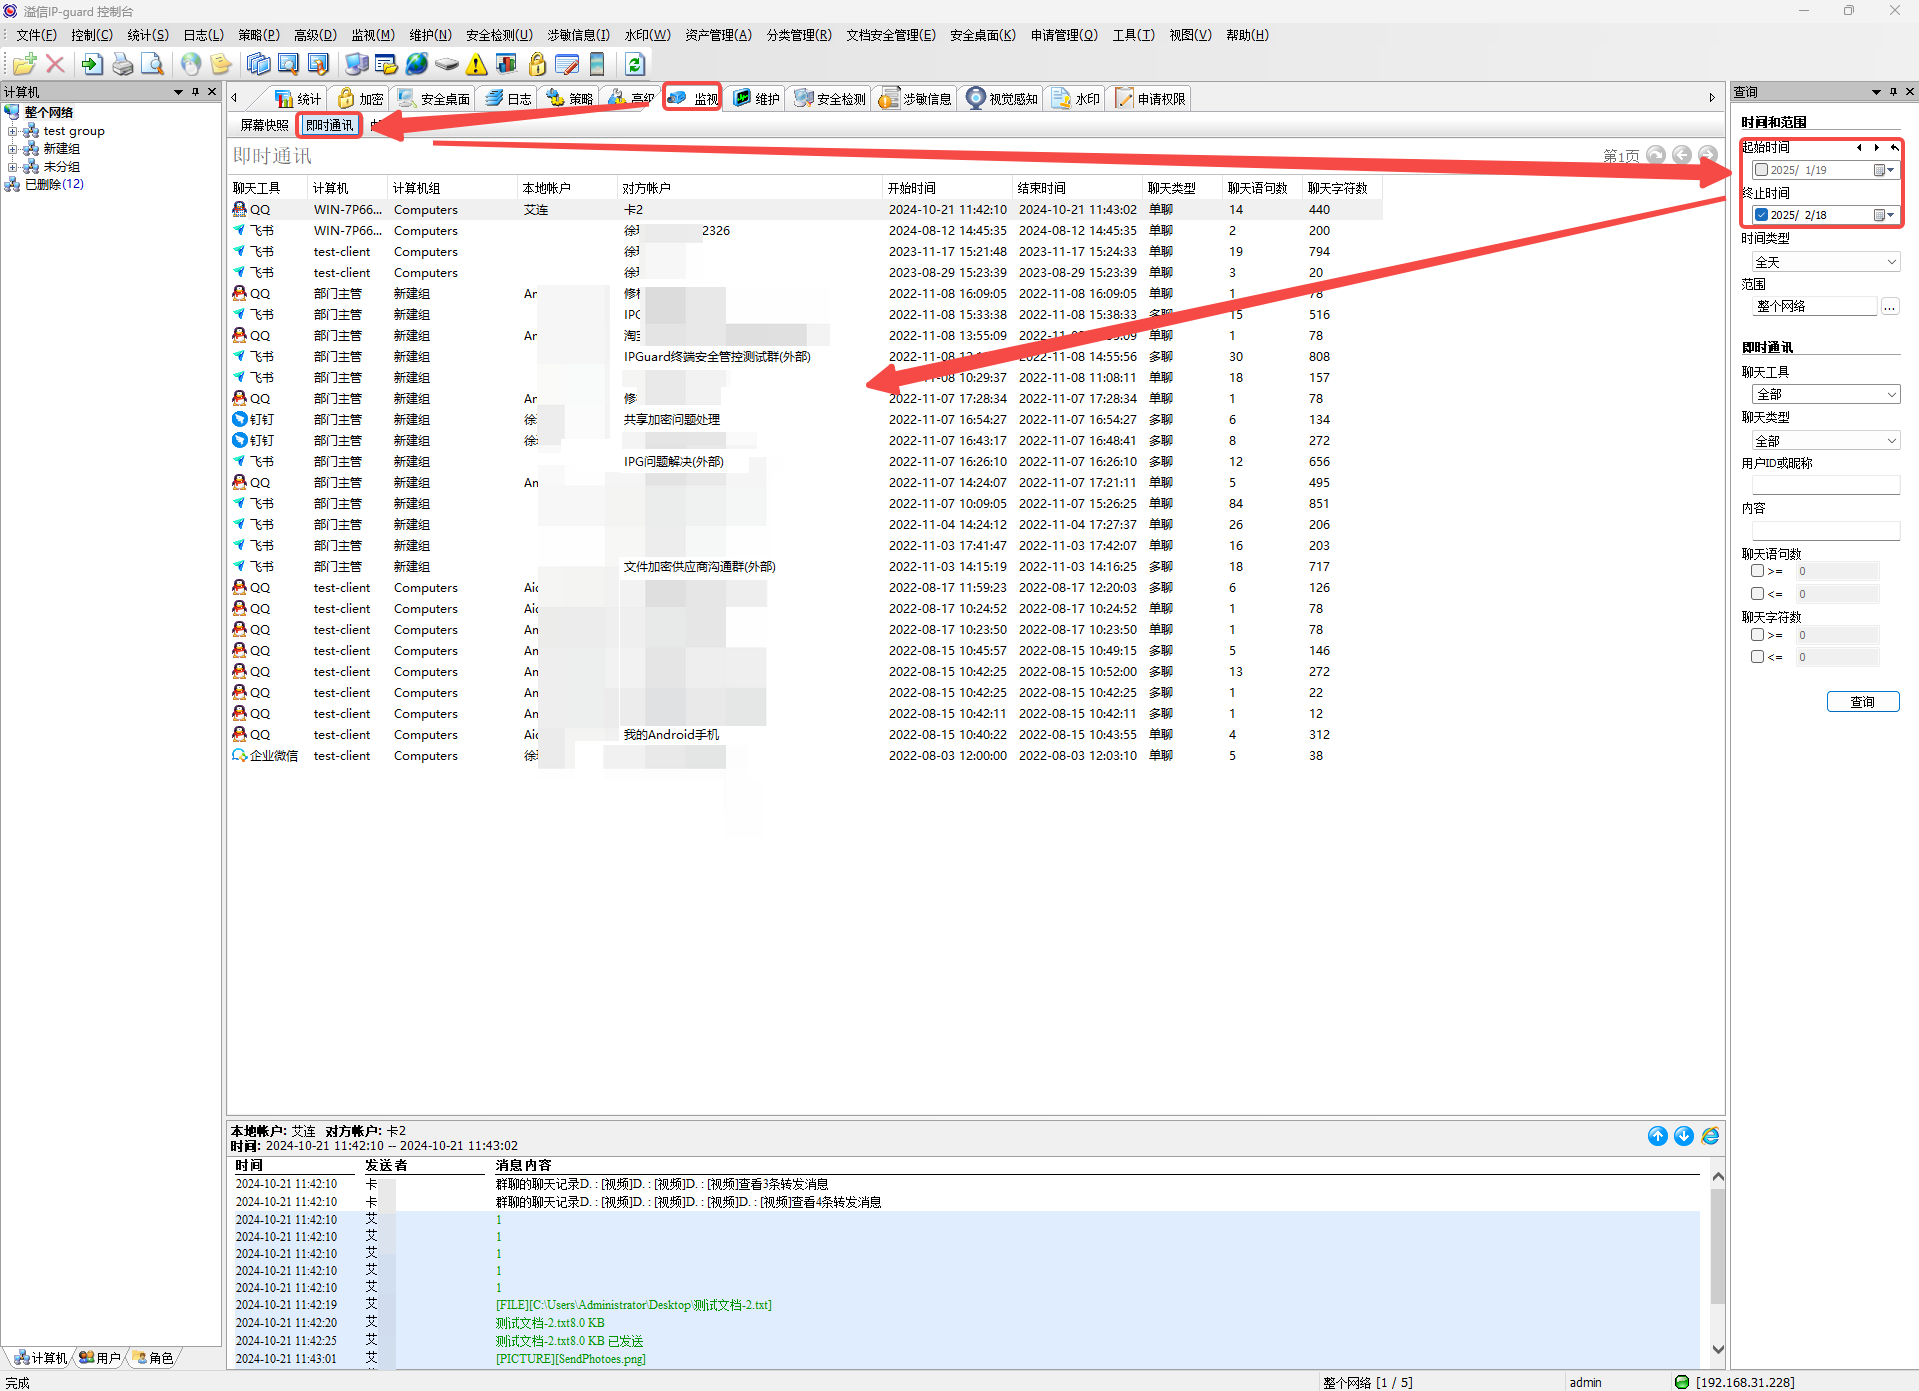 溢信IP-guard 控制台
文件(F) 控制(C) 统计(S) 日志(L) 策略(P) 高级(D) 监视(M) 维护(N) 安全检测(U) 涉敏信息(I) 水印(W) 资产管理(A) 分类管理(R) 文档安全管理(E) 安全桌面(K) 申请管理(Q) 工具(T) 视图(V) 帮助(H)
计算机
整个网络
test group
新建组
未分组
已删除(12)
统计 加密 安全桌面 日志 策略 高级 监视 维护 安全检测 涉敏信息 视觉感知 水印 申请权限
屏幕快照 即时通讯
即时通讯 第1页
聊天工具 计算机 计算机组 本地帐户 对方帐户 开始时间 结束时间 聊天类型 聊天语句数 聊天字符数
QQ WIN-7P66... Computers 艾连 卡2 2024-10-21 11:42:10 2024-10-21 11:43:02 单聊 14 440
飞书 WIN-7P66... Computers 徐 2326 2024-08-12 14:45:35 2024-08-12 14:45:35 单聊 2 200
飞书 test-client Computers 徐 2023-11-17 15:21:48 2023-11-17 15:24:33 单聊 19 794
飞书 test-client Computers 徐 2023-08-29 15:23:39 2023-08-29 15:23:39 单聊 3 20
QQ 部门主管 新建组 An 修 2022-11-08 16:09:05 2022-11-08 16:09:05 单聊 1 78
飞书 部门主管 新建组 IPG 2022-11-08 15:33:38 2022-11-08 15:38:33 多聊 15 516
QQ 部门主管 新建组 An 淘宝 2022-11-08 13:55:09 单聊 1 78
飞书 部门主管 新建组 IPGuard终端安全管控测试群(外部) 2022-11-08 2022-11-08 14:55:56 多聊 30 808
飞书 部门主管 新建组 10:29:37 2022-11-08 11:08:11 单聊 18 157
QQ 部门主管 新建组 An 修 2022-11-07 17:28:34 2022-11-07 17:28:34 单聊 1 78
钉钉 部门主管 新建组 徐 共享加密问题处理 2022-11-07 16:54:27 2022-11-07 16:54:27 多聊 6 134
钉钉 部门主管 新建组 徐 2022-11-07 16:43:17 2022-11-07 16:48:41 多聊 8 272
飞书 部门主管 新建组 IPG问题解决(外部) 2022-11-07 16:26:10 2022-11-07 16:26:10 多聊 12 656
QQ 部门主管 新建组 An 2022-11-07 14:24:07 2022-11-07 17:21:11 单聊 5 495
飞书 部门主管 新建组 2022-11-07 10:09:05 2022-11-07 15:26:25 单聊 84 851
飞书 部门主管 新建组 2022-11-04 14:24:12 2022-11-04 17:27:37 单聊 26 206
飞书 部门主管 新建组 2022-11-03 17:41:47 2022-11-03 17:42:07 单聊 16 203
飞书 部门主管 新建组 文件加密供应商沟通群(外部) 2022-11-03 14:15:19 2022-11-03 14:16:25 多聊 18 717
QQ test-client Computers Aic 2022-08-17 11:59:23 2022-08-17 12:20:03 多聊 6 126
QQ test-client Computers An 2022-08-17 10:24:52 2022-08-17 10:24:52 单聊 1 78
QQ test-client Computers An 2022-08-17 10:23:50 2022-08-17 10:23:50 单聊 1 78
QQ test-client Computers An 2022-08-15 10:45:57 2022-08-15 10:49:15 多聊 5 146
QQ test-client Computers An 2022-08-15 10:42:25 2022-08-15 10:52:00 多聊 13 272
QQ test-client Computers An 2022-08-15 10:42:25 2022-08-15 10:42:25 多聊 1 22
QQ test-client Computers An 2022-08-15 10:42:11 2022-08-15 10:42:11 多聊 1 12
QQ test-client Computers Aic 我的Android手机 2022-08-15 10:40:22 2022-08-15 10:43:55 单聊 4 312
企业微信 test-client Computers 徐 2022-08-03 12:00:00 2022-08-03 12:03:10 单聊 5 38
本地帐户: 艾连 对方帐户: 卡2
时间: 2024-10-21 11:42:10 -- 2024-10-21 11:43:02
时间 发送者 消息内容
2024-10-21 11:42:10 卡 群聊的聊天记录D. : [视频]D. : [视频]D. : [视频]查看3条转发消息
2024-10-21 11:42:10 卡 群聊的聊天记录D. : [视频]D. : [视频]D. : [视频]D. : [视频]查看4条转发消息
2024-10-21 11:42:10 艾 1
2024-10-21 11:42:10 艾 1
2024-10-21 11:42:10 艾 1
2024-10-21 11:42:10 艾 1
2024-10-21 11:42:10 艾 1
2024-10-21 11:42:19 艾 [FILE][C:\Users\Administrator\Desktop\测试文档-2.txt]
2024-10-21 11:42:20 艾 测试文档-2.txt8.0 KB
2024-10-21 11:42:25 艾 测试文档-2.txt8.0 KB 已发送
2024-10-21 11:43:01 艾 [PICTURE][SendPhotoes.png]
查询
时间和范围
起始时间
2025/ 1/19
终止时间
2025/ 2/18
时间类型
全天
范围
整个网络 ...
即时通讯
聊天工具
全部
聊天类型
全部
用户ID或昵称
内容
聊天语句数
>= 0
<= 0
聊天字符数
>= 0
<= 0
查询
计算机 用户 角色
完成 整个网络 [1 / 5] admin [192.168.31.228]